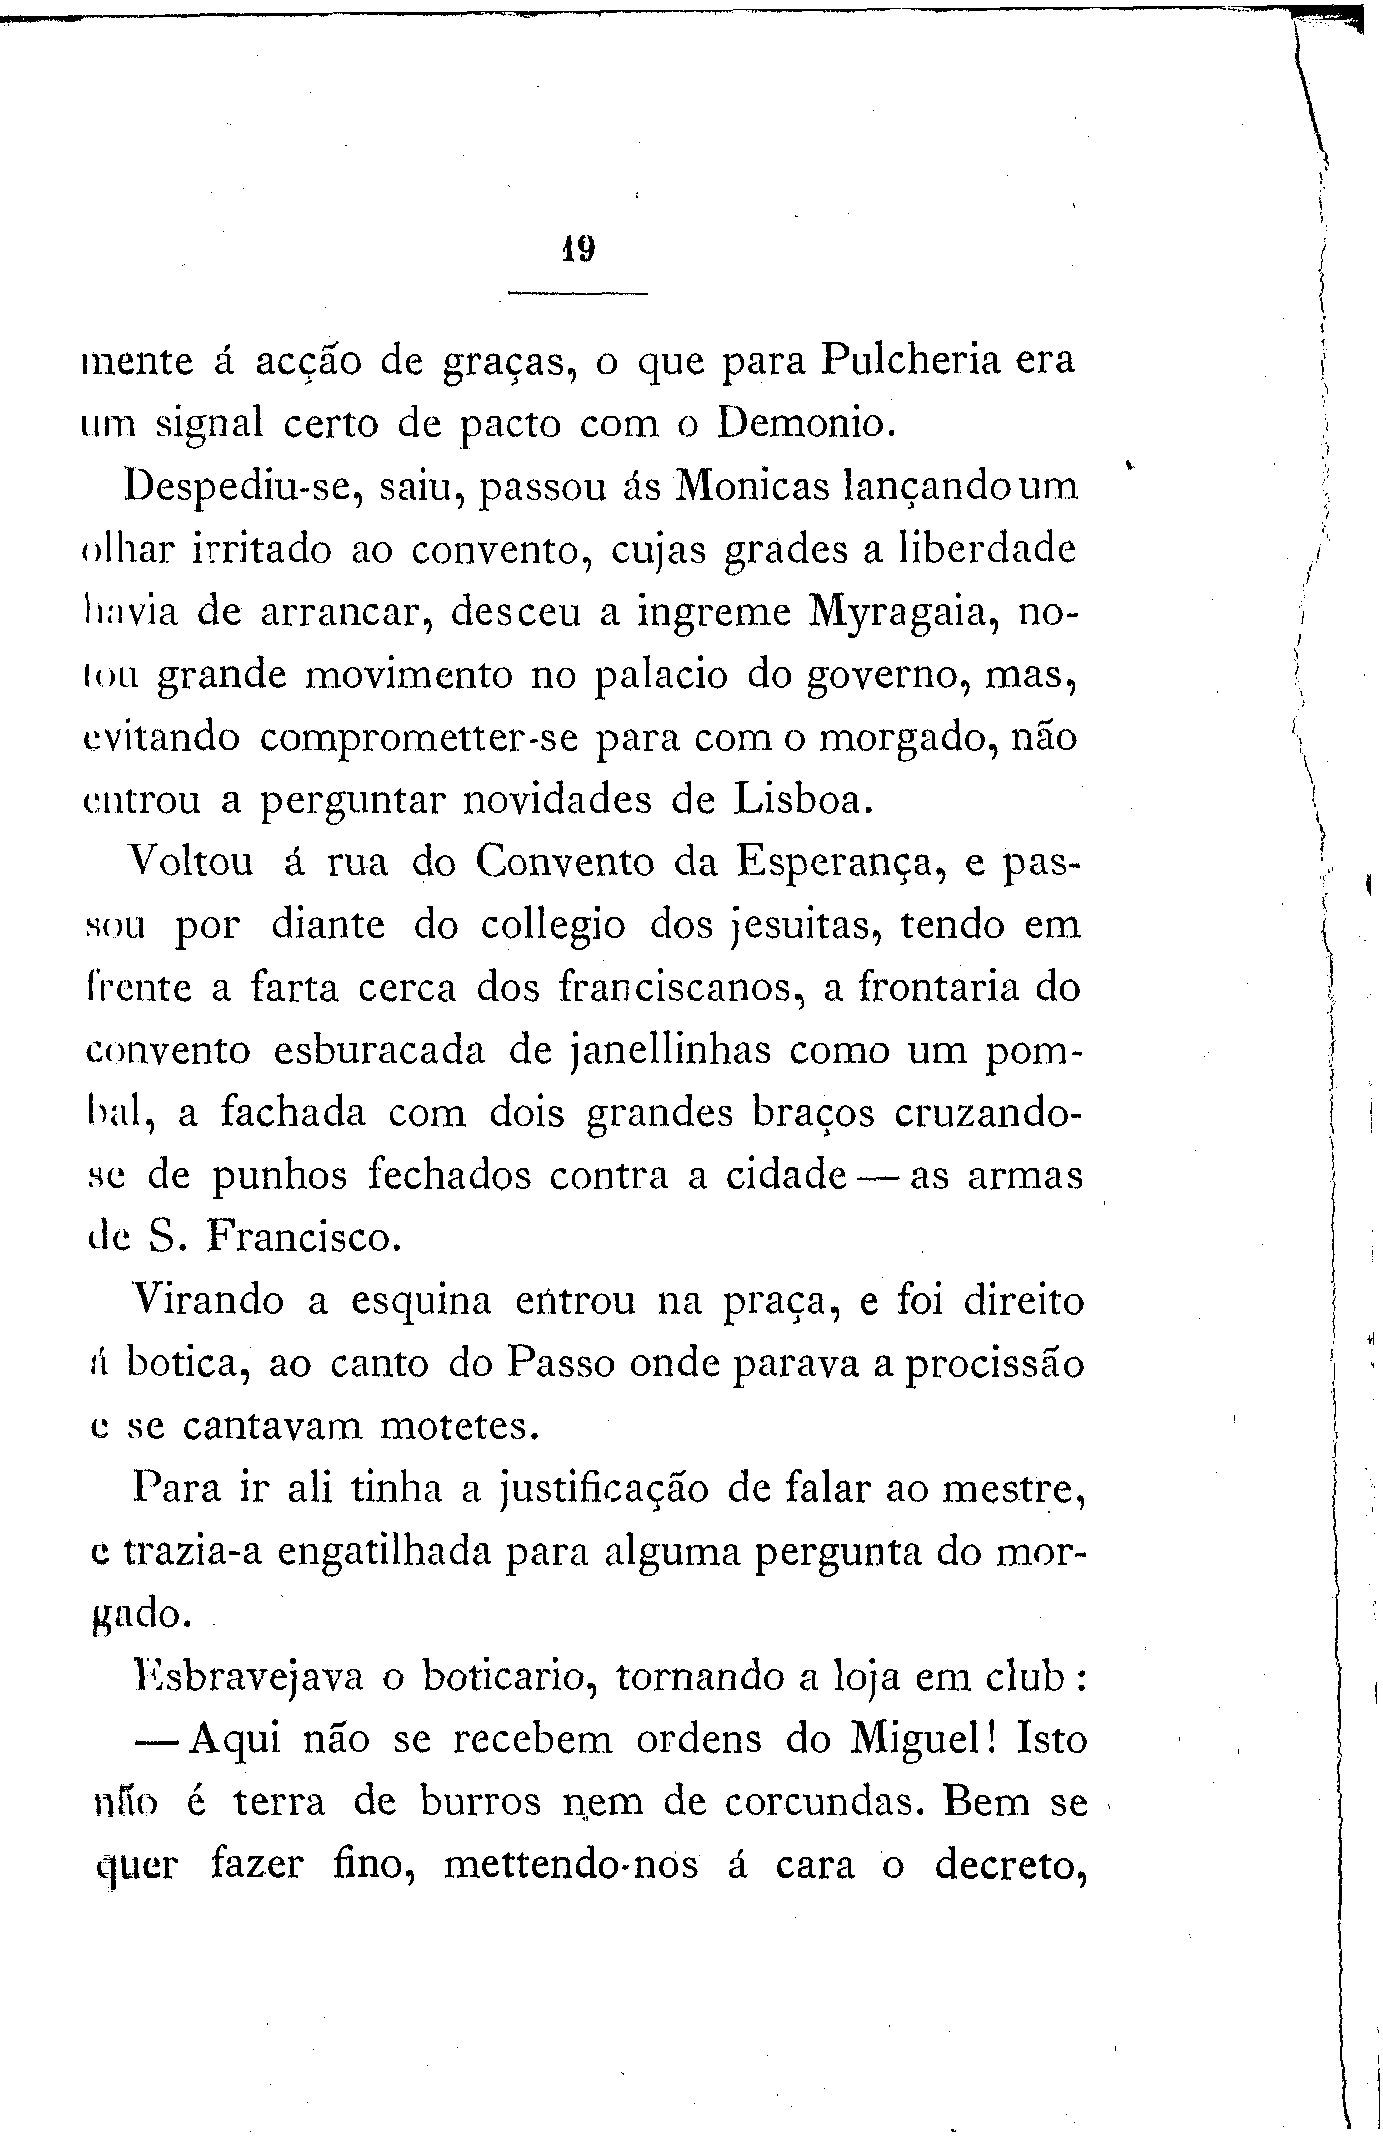 19
mente á acção de graças, o que para Pulcheria era
um signal certo de pacto com o Demonio.
Despediu-se, saiu, passou ás Monicas lançando um
olhar irritado ao convento, cujas grades a liberdade
havia de arrancar, desceu a ingreme Myragaia, no-
tou grande movimento no palacio do governo, mas,
evitando comprometter-se para com o morgado, não
entrou a perguntar novidades de Lisboa.
Voltou á rua do Convento da Esperança, e pas-
sou por diante do collegio dos jesuitas, tendo em
frente a farta cerca dos franciscanos, a frontaria do
convento esburacada de janellinhas como um pom-
bal, a fachada com dois grandes braços cruzando-
se de punhos fechados contra a cidade — as armas
de S. Francisco.
Virando a esquina entrou na praça, e foi direito
á botica, ao canto do Passo onde parava a procissão
e se cantavam motetes.
Para ir ali tinha a justificação de falar ao mestre,
e trazia-a engatilhada para alguma pergunta do mor-
gado.
Esbravejava o boticario, tornando a loja em club :
— Aqui não se recebem ordens do Miguel! Isto
não é terra de burros nem de corcundas. Bem se
quer fazer fino, mettendo-nos á cara o decreto,